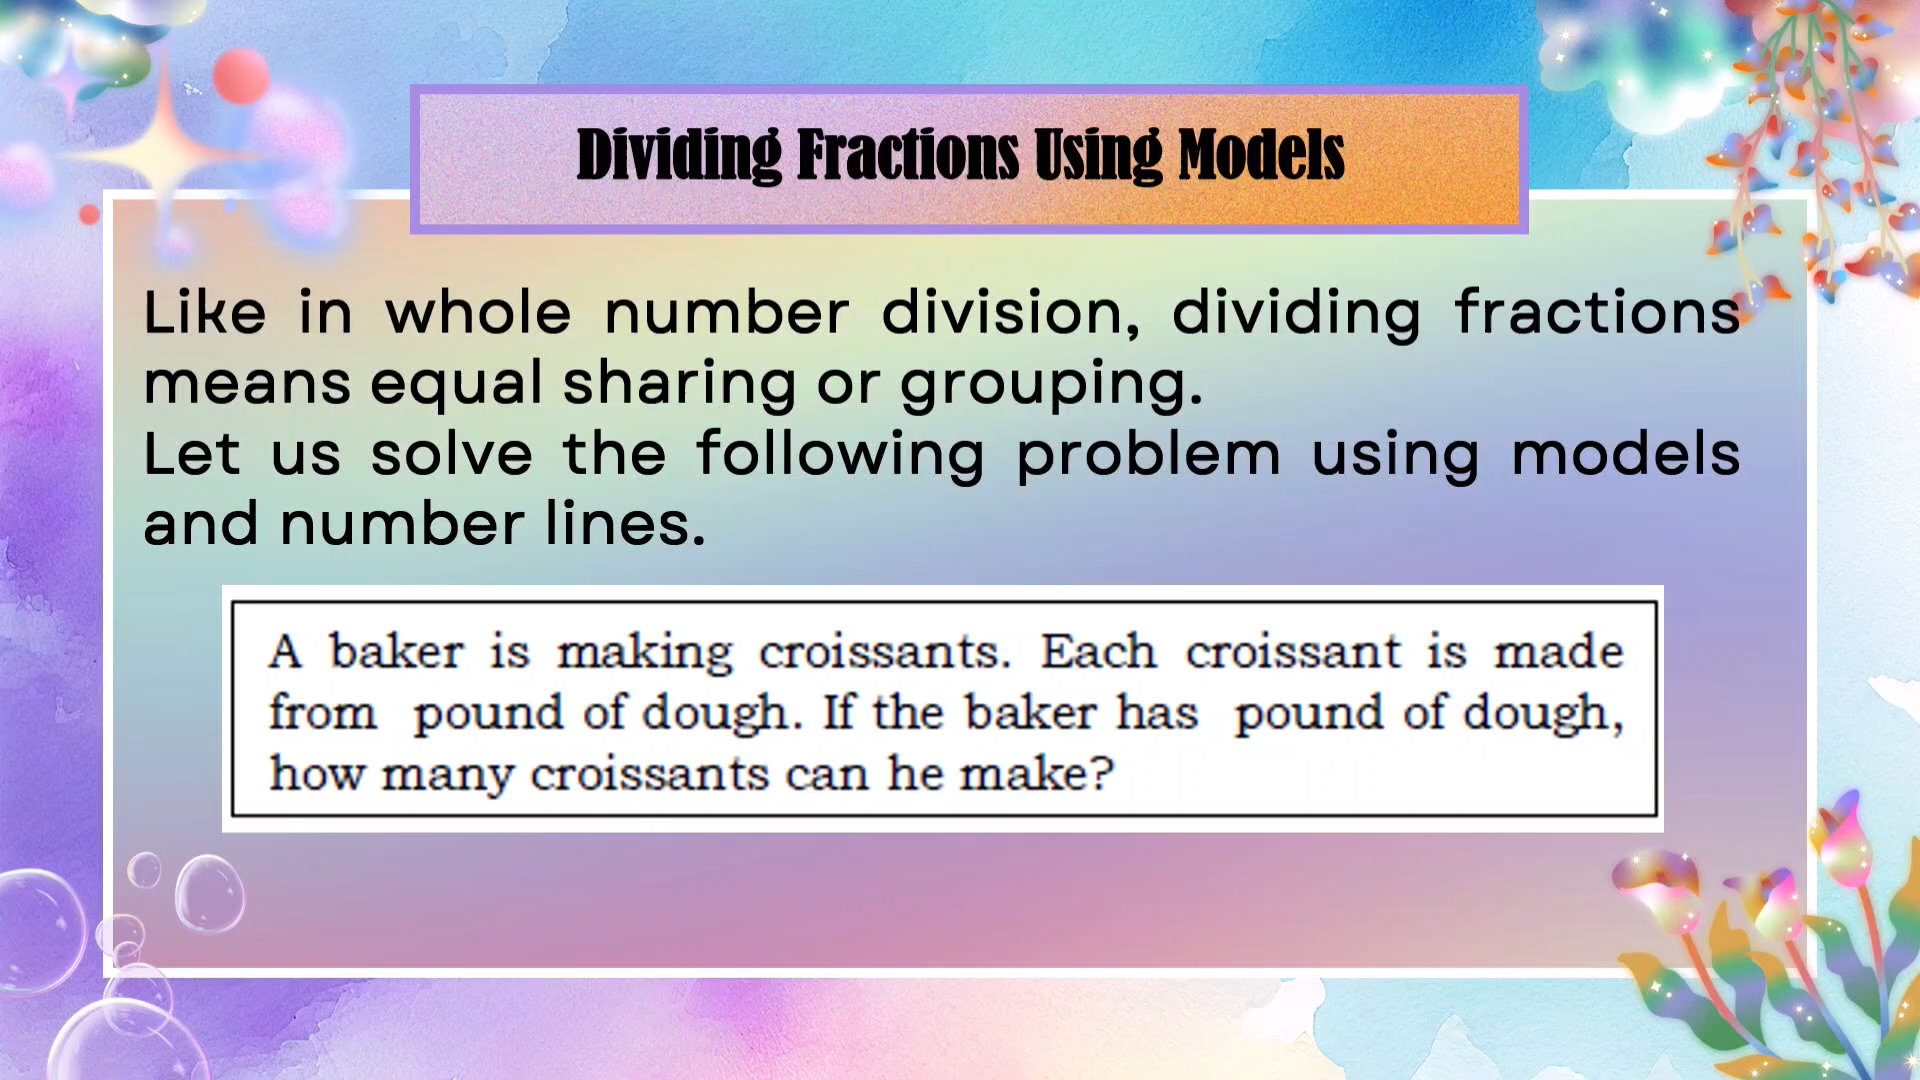 Dividing Fractions Using Models
Like in whole number division, dividing fractions
means equal sharing or grouping.
Let us solve the following problem using models
and number lines.
A baker is making croissants. Each croissant is made
from pound of dough. If the baker has pound of dough,
how many croissants can he make?